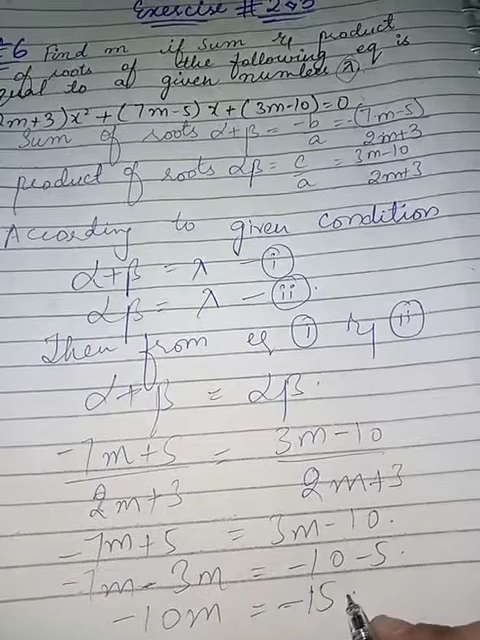 Exercise # 2.3
6 Find m if sum & product
of roots of the following eq is
qual to a given number λ
2m+3)x² + (7m-5)x + (3m-10) = 0
Sum of roots α+β = -b/a = -(7m-5)/2m+3
product of roots αβ = c/a = 3m-10/2m+3
According to given condition
α+β = λ — (i)
αβ = λ — (ii).
Then from eq (i) & (ii)
α+β = αβ.
-7m+5/2m+3 = 3m-10/2m+3
-7m+5 = 3m-10.
-7m-3m = -10-5.
-10m = -15